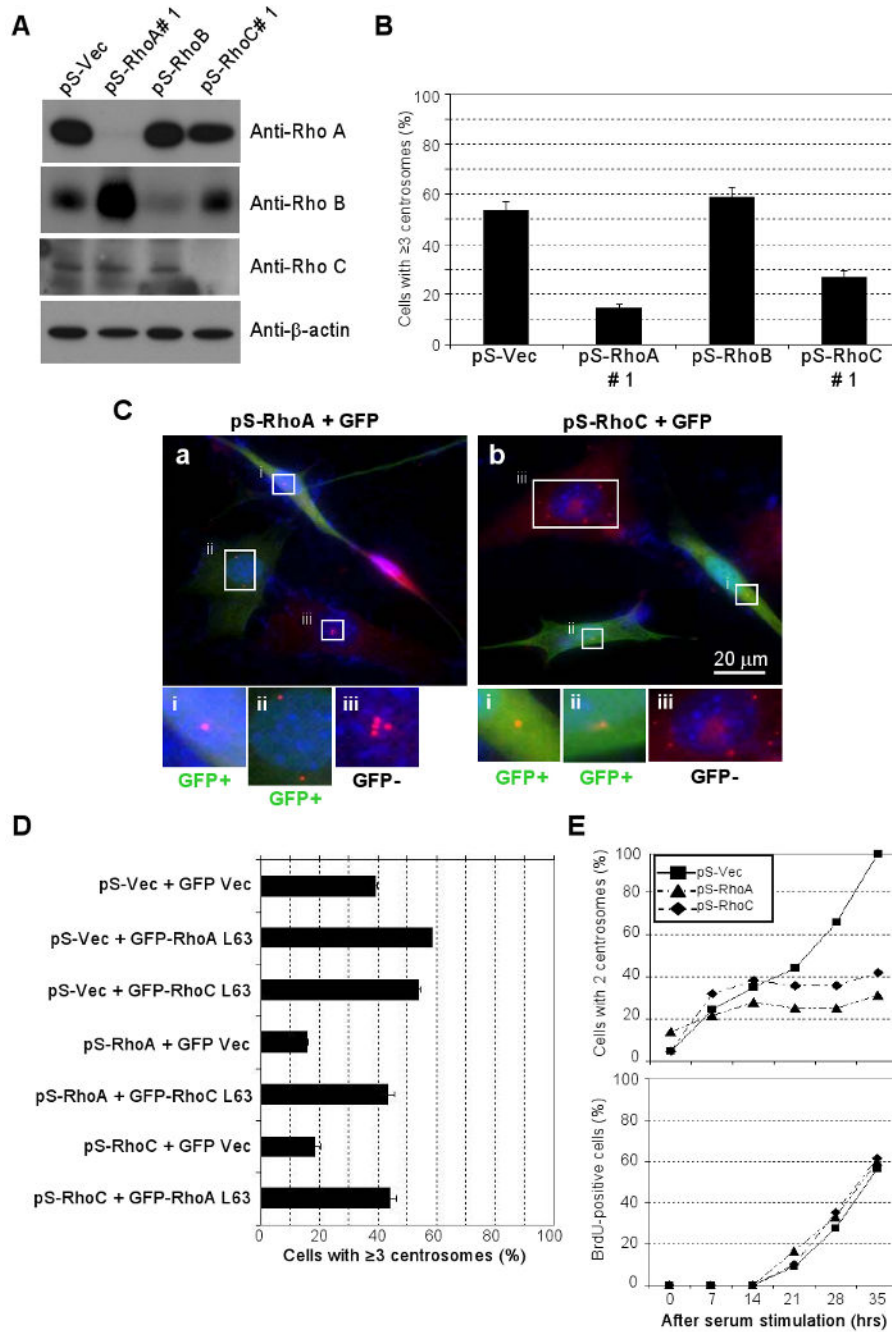 A
pS-Vec
pS-RhoA# 1
pS-RhoB
pS-RhoC# 1
Anti-Rho A
Anti-Rho B
Anti-Rho C
Anti-β-actin
B
Cells with ≥3 centrosomes (%)
100
80
60
40
20
0
pS-Vec
pS-RhoA
# 1
pS-RhoB
pS-RhoC
# 1
C
pS-RhoA + GFP
pS-RhoC + GFP
a
i
ii
iii
b
iii
i
ii
20 μm
i
ii
iii
i
ii
iii
GFP+
GFP+
GFP-
GFP+
GFP+
GFP-
D
pS-Vec + GFP Vec
pS-Vec + GFP-RhoA L63
pS-Vec + GFP-RhoC L63
pS-RhoA + GFP Vec
pS-RhoA + GFP-RhoC L63
pS-RhoC + GFP Vec
pS-RhoC + GFP-RhoA L63
0 20 40 60 80 100
Cells with ≥3 centrosomes (%)
E
Cells with 2 centrosomes (%)
100
80
60
40
20
0
pS-Vec
pS-RhoA
pS-RhoC
BrdU-positive cells (%)
100
80
60
40
20
0
0 7 14 21 28 35
After serum stimulation (hrs)